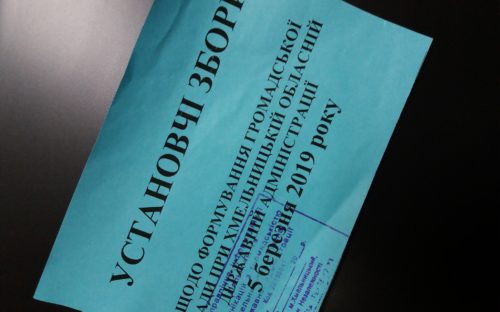 УСТАНОВЧІ ЗБОРИ
ЩОДО ФОРМУВАННЯ ГРОМАДСЬКОЇ
РАДИ ПРИ ХМЕЛЬНИЦЬКІЙ ОБЛАСНІЙ
ДЕРЖАВНІЙ АДМІНІСТРАЦІЇ
5 березня 2019 року